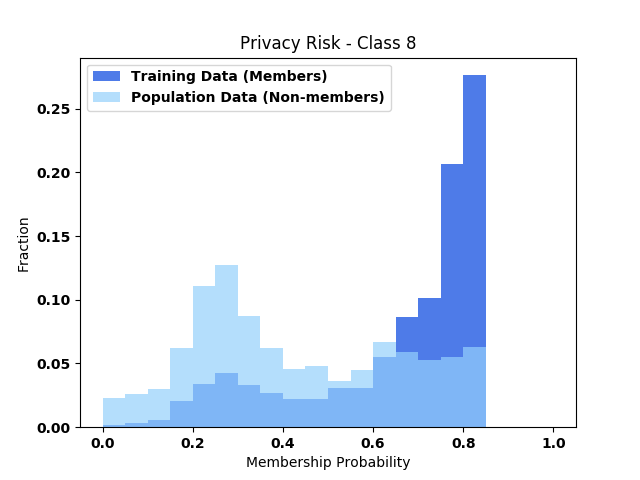 Privacy Risk - Class 8
Training Data (Members)
Population Data (Non-members)
0.25
0.20
0.15
0.10
0.05
0.00
Fraction
0.0 0.2 0.4 0.6 0.8 1.0
Membership Probability